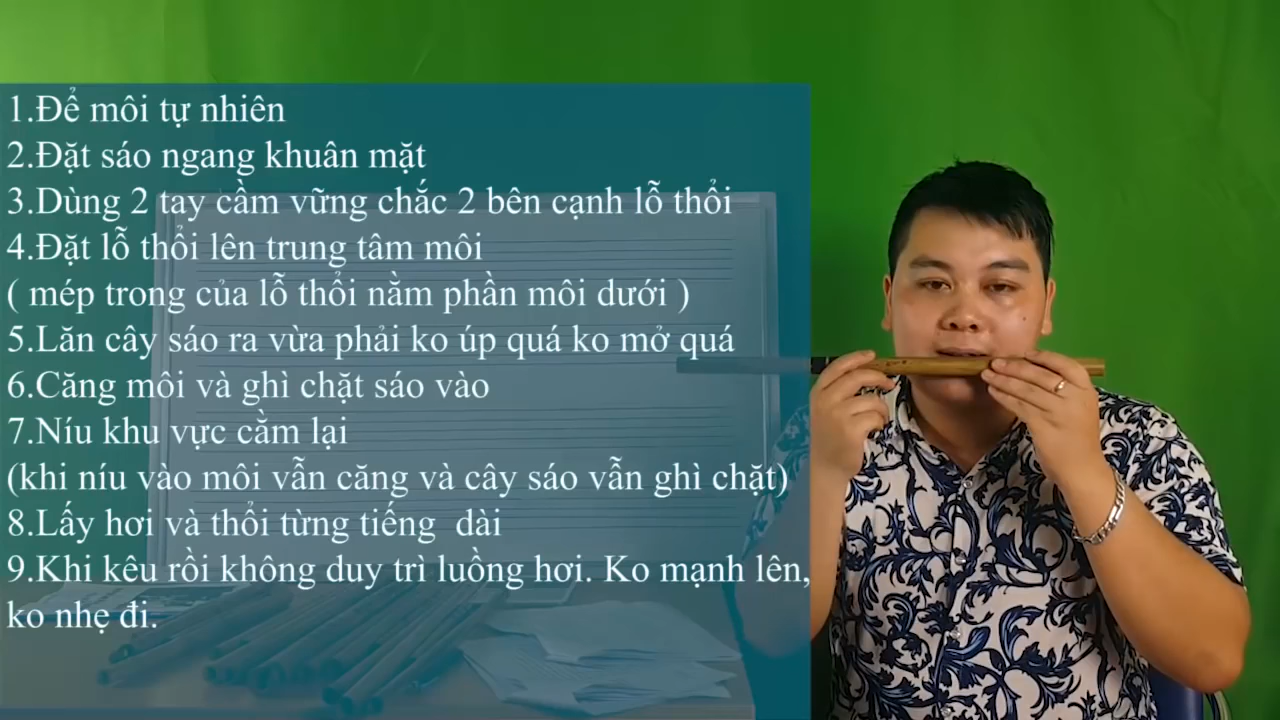 1.Để môi tự nhiên
2.Đặt sáo ngang khuân mặt
3.Dùng 2 tay cầm vững chắc 2 bên cạnh lỗ thổi
4.Đặt lỗ thổi lên trung tâm môi
( mép trong của lỗ thổi nằm phần môi dưới )
5.Lăn cây sáo ra vừa phải ko úp quá ko mở quá
6.Căng môi và ghì chặt sáo vào
7.Níu khu vực cằm lại
(khi níu vào môi vẫn căng và cây sáo vẫn ghì chặt)
8.Lấy hơi và thổi từng tiếng  dài
9.Khi kêu rồi không duy trì luồng hơi. Ko mạnh lên,
ko nhẹ đi.